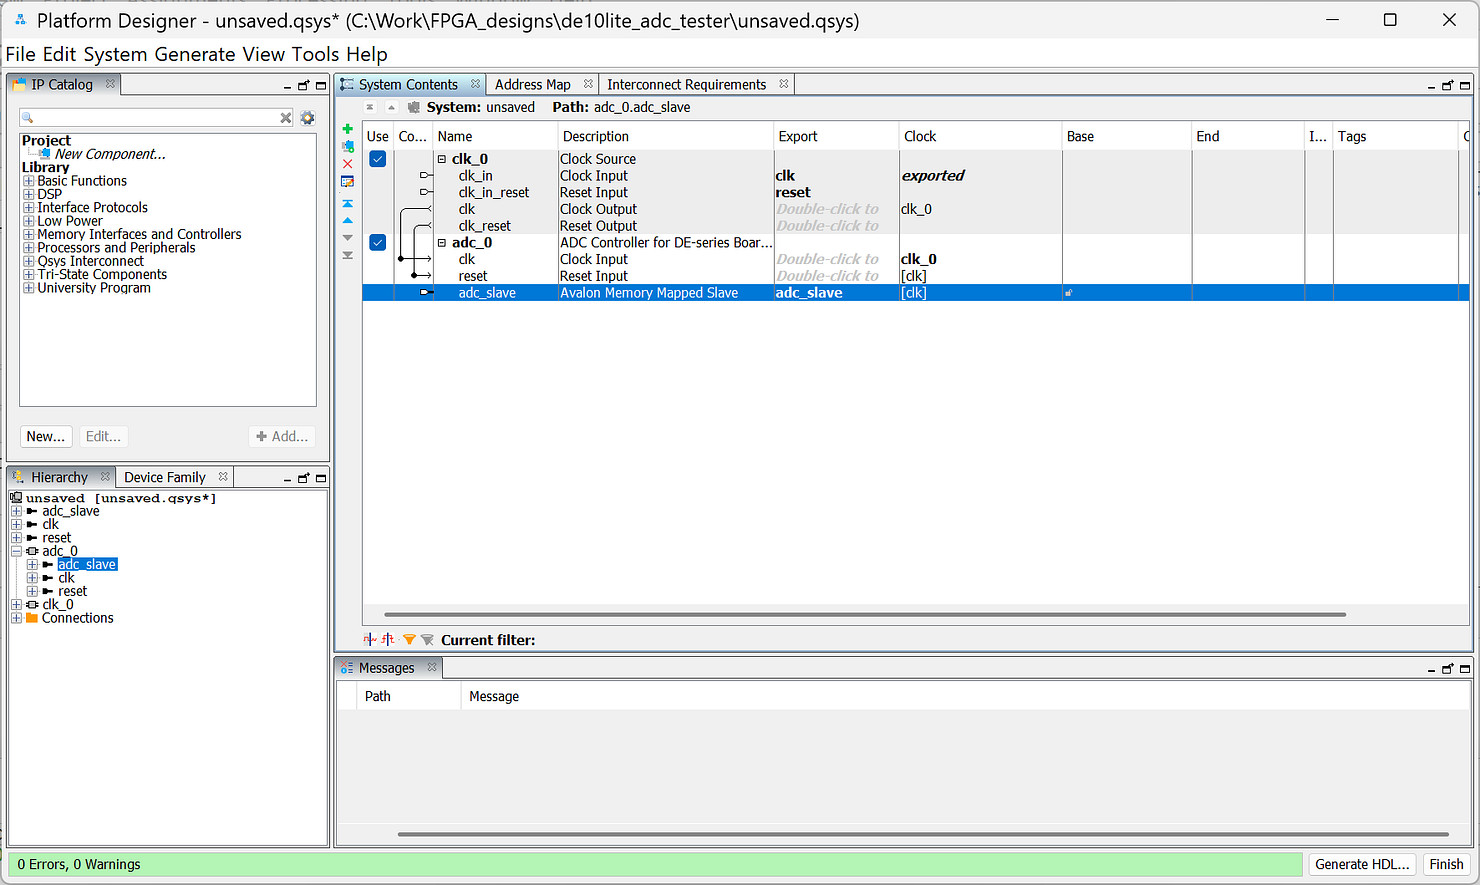 Platform Designer - unsaved.qsys* (C:\Work\FPGA_designs\de10lite_adc_tester\unsaved.qsys)
File Edit System Generate View Tools Help
IP Catalog
Project
New Component...
Library
Basic Functions
DSP
Interface Protocols
Low Power
Memory Interfaces and Controllers
Processors and Peripherals
Qsys Interconnect
Tri-State Components
University Program
New... Edit... Add...
Hierarchy Device Family
unsaved [unsaved.qsys*]
adc_slave
clk
reset
adc_0
adc_slave
clk
reset
clk_0
Connections
System Contents Address Map Interconnect Requirements
System: unsaved Path: adc_0.adc_slave
Use Co... Name Description Export Clock Base End I... Tags
clk_0 Clock Source
clk_in Clock Input clk exported
clk_in_reset Reset Input reset
clk Clock Output Double-click to clk_0
clk_reset Reset Output Double-click to
adc_0 ADC Controller for DE-series Boar...
clk Clock Input Double-click to clk_0
reset Reset Input Double-click to [clk]
adc_slave Avalon Memory Mapped Slave adc_slave [clk]
Current filter:
Messages
Path Message
0 Errors, 0 Warnings
Generate HDL... Finish